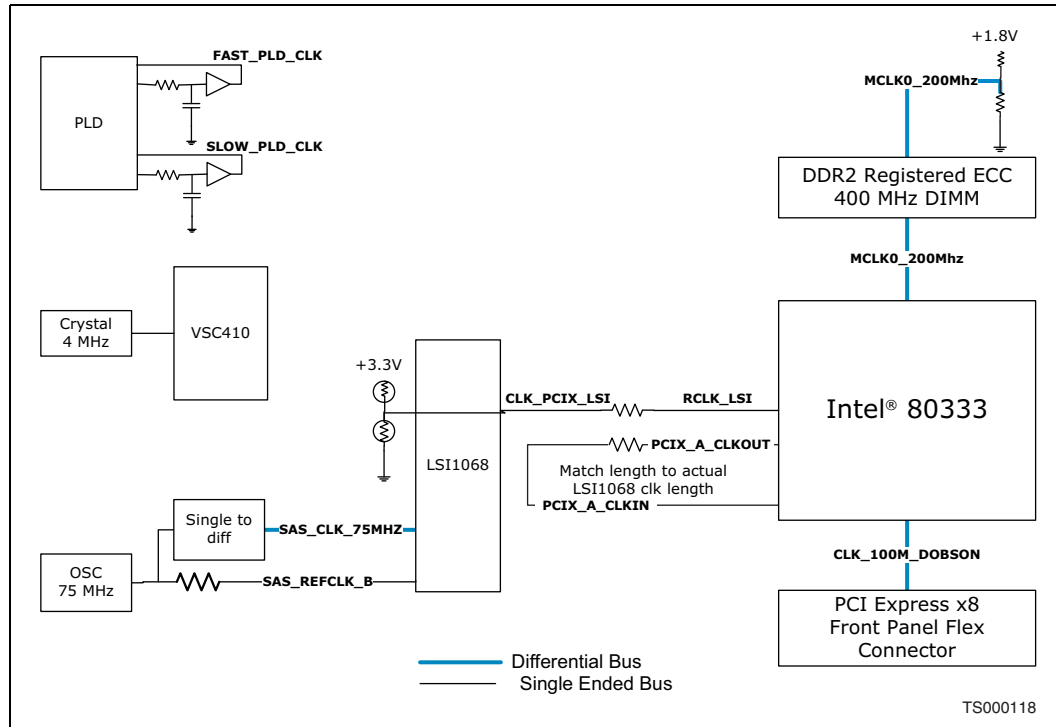 FAST_PLD_CLK
PLD
SLOW_PLD_CLK
+1.8V
MCLK0_200Mhz
DDR2 Registered ECC
400 MHz DIMM
MCLK0_200Mhz
Crystal
4 MHz
VSC410
+3.3V
LSI1068
CLK_PCIX_LSI
RCLK_LSI
PCIX_A_CLKOUT
Match length to actual
LSI1068 clk length
PCIX_A_CLKIN
Intel® 80333
Single to
diff
SAS_CLK_75MHZ
OSC
75 MHz
SAS_REFCLK_B
CLK_100M_DOBSON
PCI Express x8
Front Panel Flex
Connector
Differential Bus
Single Ended Bus
TS000118